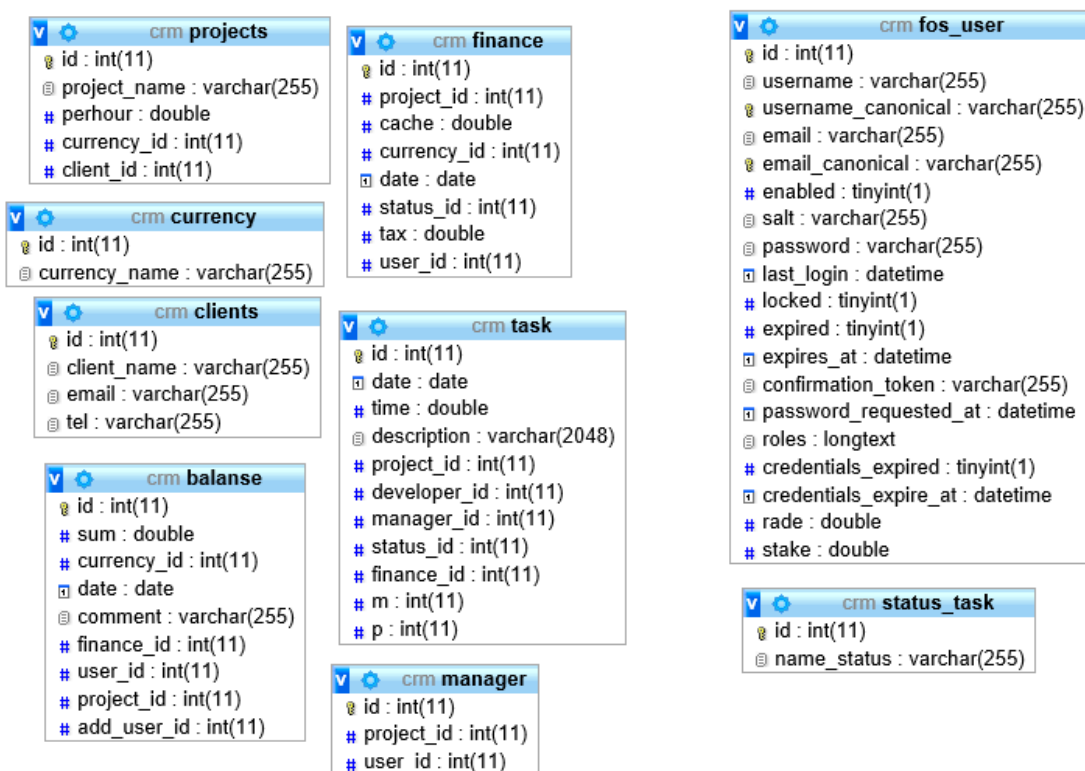 crm projects
id : int(11)
project_name : varchar(255)
# perhour : double
# currency_id : int(11)
# client_id : int(11)
crm currency
id : int(11)
currency_name : varchar(255)
crm clients
id : int(11)
client_name : varchar(255)
email : varchar(255)
tel : varchar(255)
crm balanse
id : int(11)
# sum : double
# currency_id : int(11)
date : date
comment : varchar(255)
# finance_id : int(11)
# user_id : int(11)
# project_id : int(11)
# add_user_id : int(11)
crm finance
id : int(11)
# project_id : int(11)
# cache : double
# currency_id : int(11)
date : date
# status_id : int(11)
# tax : double
# user_id : int(11)
crm task
id : int(11)
date : date
# time : double
description : varchar(2048)
# project_id : int(11)
# developer_id : int(11)
# manager_id : int(11)
# status_id : int(11)
# finance_id : int(11)
# m : int(11)
# p : int(11)
crm manager
id : int(11)
# project_id : int(11)
# user_id : int(11)
crm fos_user
id : int(11)
username : varchar(255)
username_canonical : varchar(255)
email : varchar(255)
email_canonical : varchar(255)
# enabled : tinyint(1)
salt : varchar(255)
password : varchar(255)
last_login : datetime
# locked : tinyint(1)
# expired : tinyint(1)
expires_at : datetime
confirmation_token : varchar(255)
password_requested_at : datetime
roles : longtext
# credentials_expired : tinyint(1)
credentials_expire_at : datetime
# rade : double
# stake : double
crm status_task
id : int(11)
name_status : varchar(255)